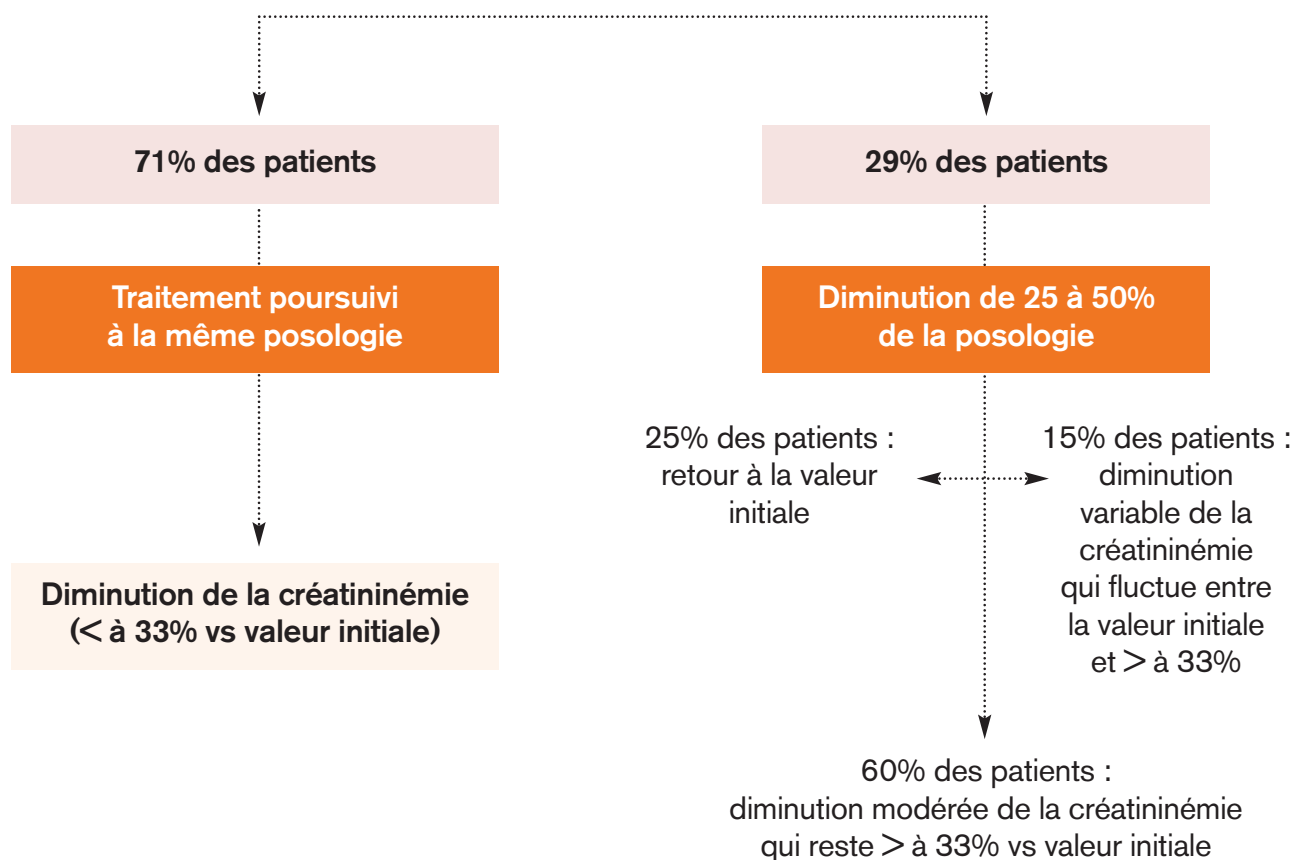 71% des patients
29% des patients
Traitement poursuivi
à la même posologie
Diminution de 25 à 50%
de la posologie
25% des patients :
retour à la valeur
initiale
15% des patients :
diminution
variable de la
créatininémie
qui fluctue entre
la valeur initiale
et > à 33%
Diminution de la créatininémie
(< à 33% vs valeur initiale)
60% des patients :
diminution modérée de la créatininémie
qui reste > à 33% vs valeur initiale